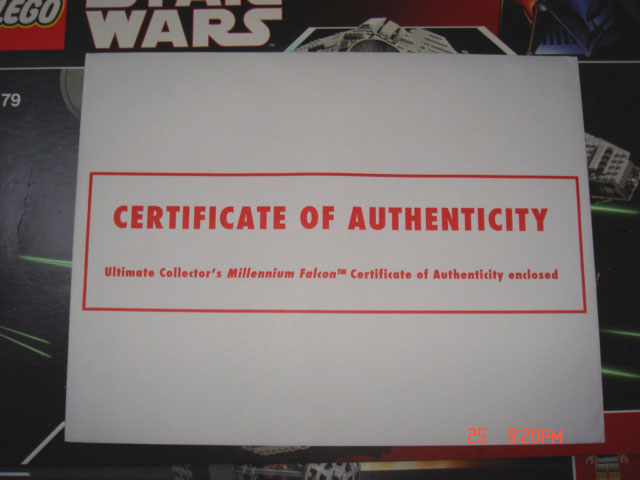 LEGO
STAR
WARS
79
CERTIFICATE OF AUTHENTICITY
Ultimate Collector's Millennium Falcon™ Certificate of Authenticity enclosed
25 9:20PM